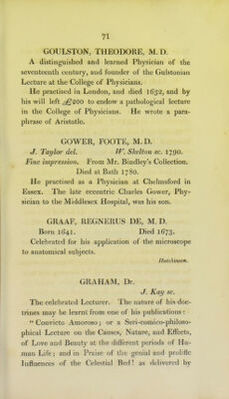 71
GOULSTON, THEODORE, M. D.
A distinguished and learned Physician of the
seventeenth century, and founder of the Gulstonian
Lecture at the College of Physicians.
He practised in London, and died 1632, and by
his will left £200 to endow a pathological lecture
in the College of Physicians. He wrote a para-
phrase of Aristotle.
GOWER, FOOTE, M. D.
J. Taylor del. W. Skelton sc. 1790.
Fine impression. From Mr. Bindley's Collection.
Died at Bath 1780.
He practised as a Physician at Chelmsford in
Essex. The late eccentric Charles Gower, Phy-
sician to the Middlesex Hospital, was his son.
GRAAF, REGNERUS DE, M. D.
Born 1641. Died 1673.
Celebrated for his application of the microscope
to anatomical subjects.
Hutchinson.
GRAHAM, Dr.
J. Kay sc.
The celebrated Lecturer. The nature of his doc-
trines may be learnt from one of his publications:
"Convicto Amoroso; or a Seri-comico-philoso-
phical Lecture on the Causes, Nature, and Effects,
of Love and Beauty at the different periods of Hu-
man Life; and in Praise of the genial and prolific
Influences of the Celestial Bed! as delivered by